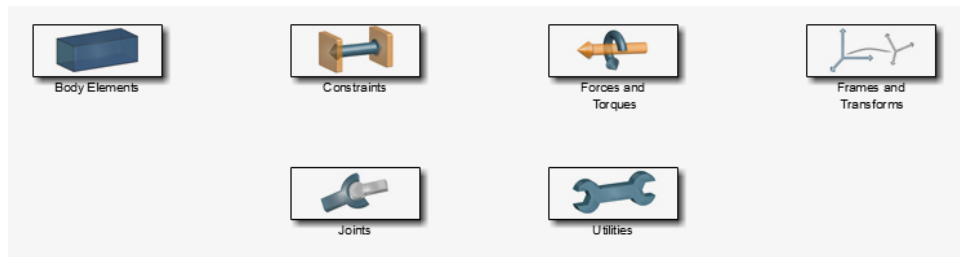 Body Elements
Constraints
Forces and
Torques
Frames and
Transforms
Joints
Utilities